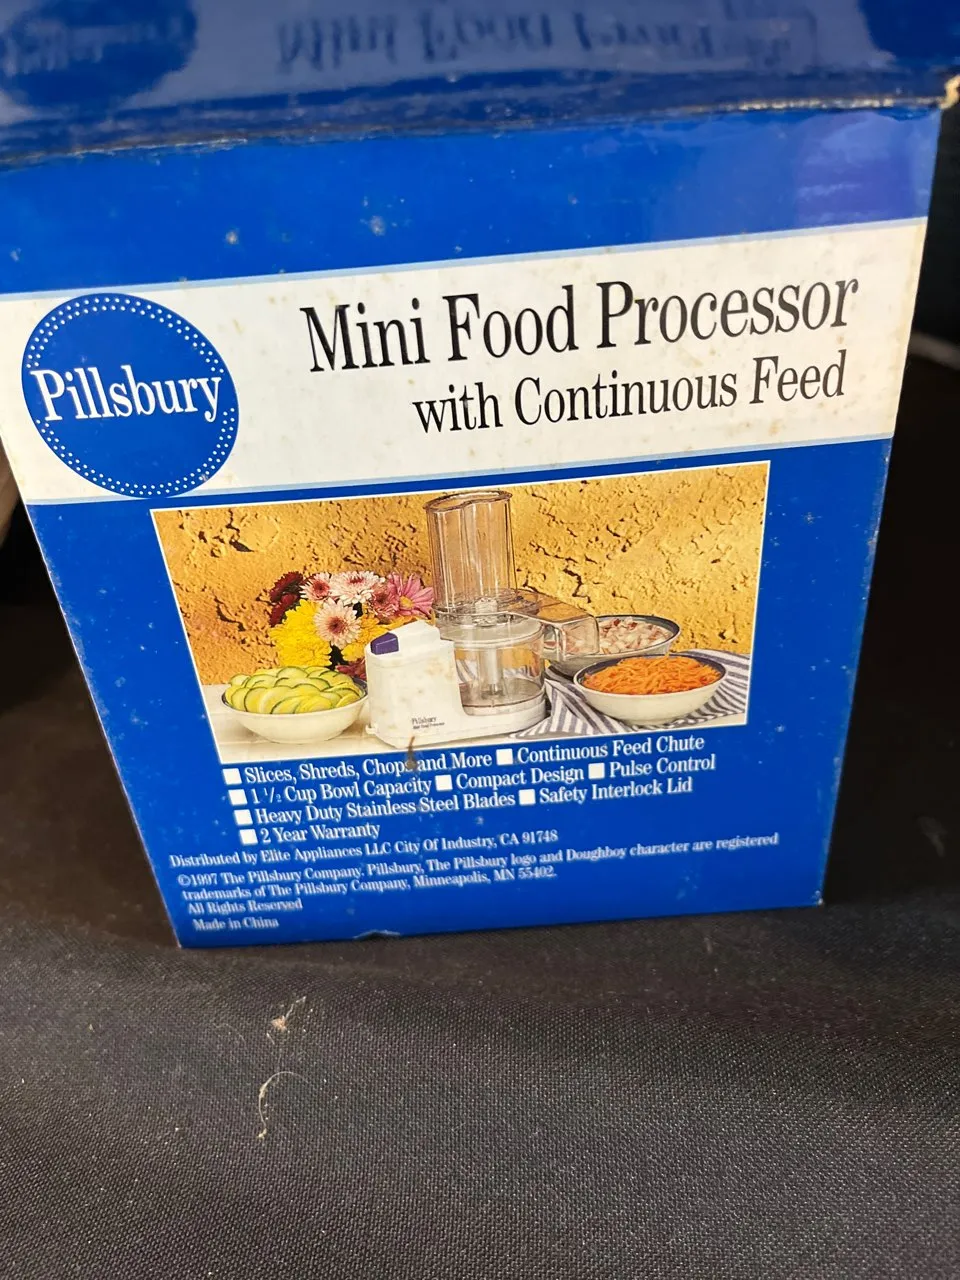 Mini Food Processor
Pillsbury
Mini Food Processor
with Continuous Feed
Pillsbury
Slices, Shreds, Chops and More ■ Continuous Feed Chute
1 1/2 Cup Bowl Capacity ■ Compact Design ■ Pulse Control
Heavy Duty Stainless Steel Blades ■ Safety Interlock Lid
2 Year Warranty
Distributed by Elite Appliances LLC City Of Industry, CA 91748
©1997 The Pillsbury Company. Pillsbury, The Pillsbury logo and Doughboy character are registered
trademarks of The Pillsbury Company, Minneapolis, MN 55402.
All Rights Reserved
Made in China